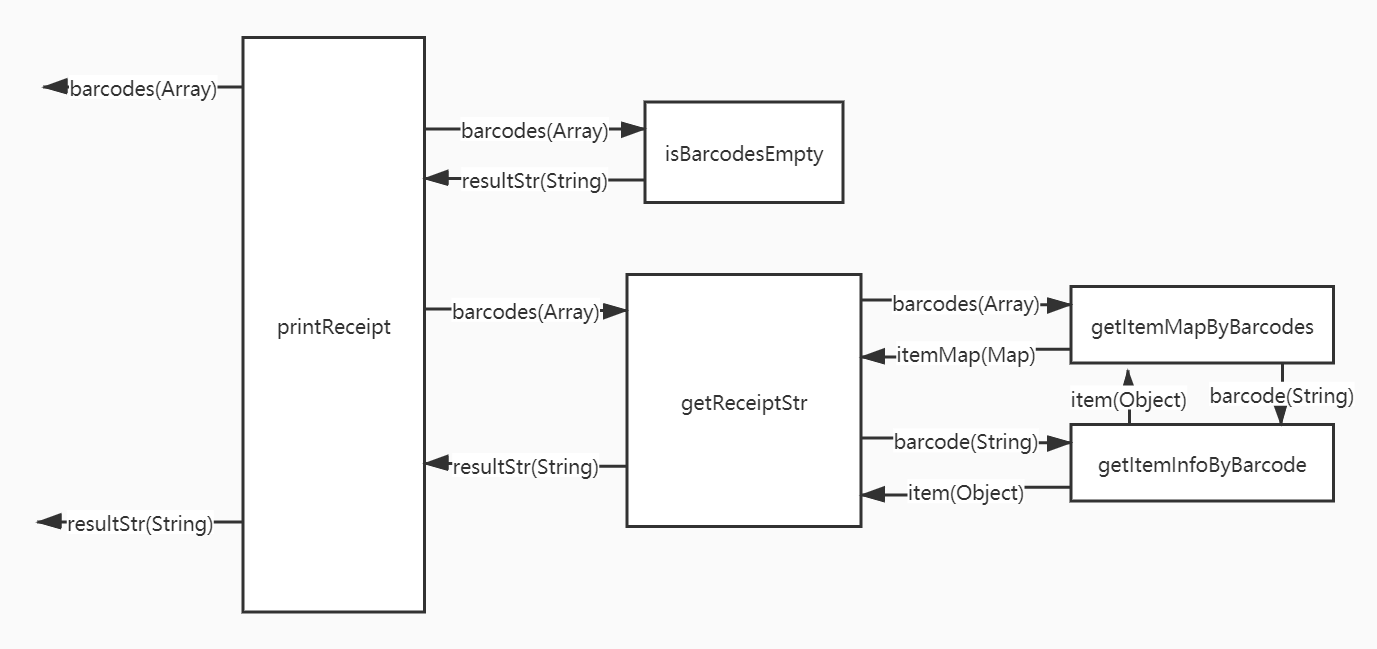 barcodes(Array)
barcodes(Array)
isBarcodesEmpty
resultStr(String)
printReceipt
barcodes(Array)
getReceiptStr
resultStr(String)
barcodes(Array)
getItemMapByBarcodes
itemMap(Map)
item(Object)
barcode(String)
barcode(String)
getItemInfoByBarcode
item(Object)
resultStr(String)